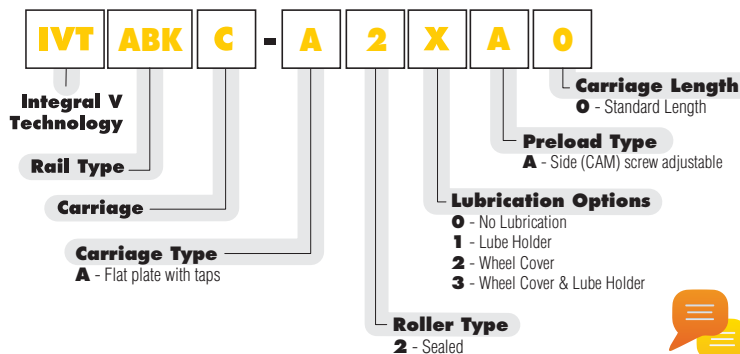 IVT ABK C - A 2 X A 0
Integral V
Technology
Rail Type
Carriage
Carriage Type
A - Flat plate with taps
Carriage Length
0 - Standard Length
Preload Type
A - Side (CAM) screw adjustable
Lubrication Options
0 - No Lubrication
1 - Lube Holder
2 - Wheel Cover
3 - Wheel Cover & Lube Holder
Roller Type
2 - Sealed